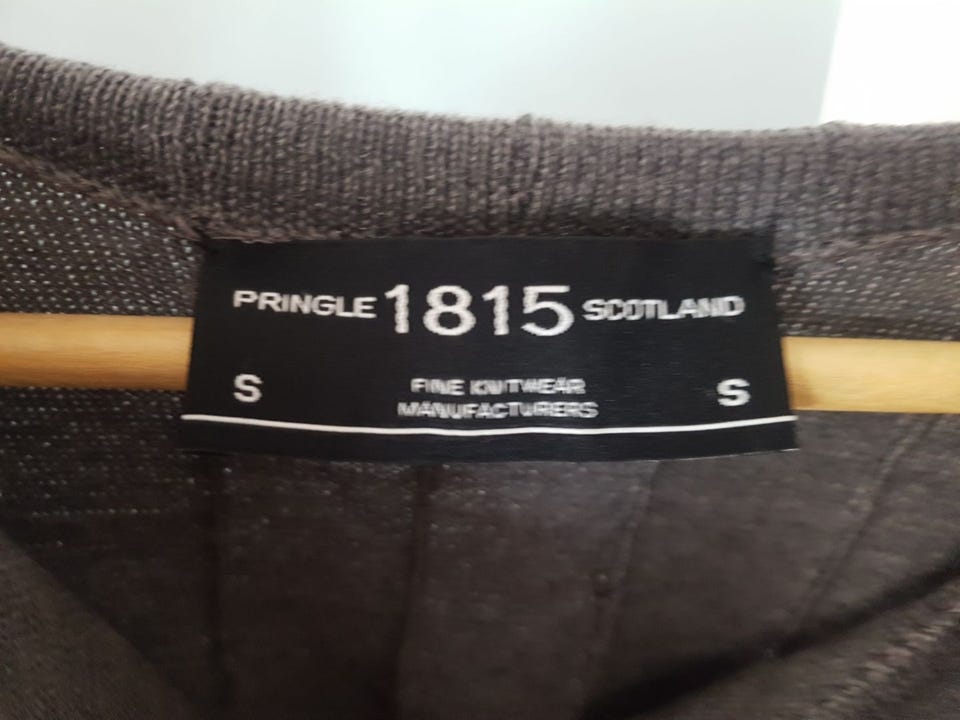 PRINGLE 1815 SCOTLAND
S FINE KNITWEAR S
MANUFACTURERS